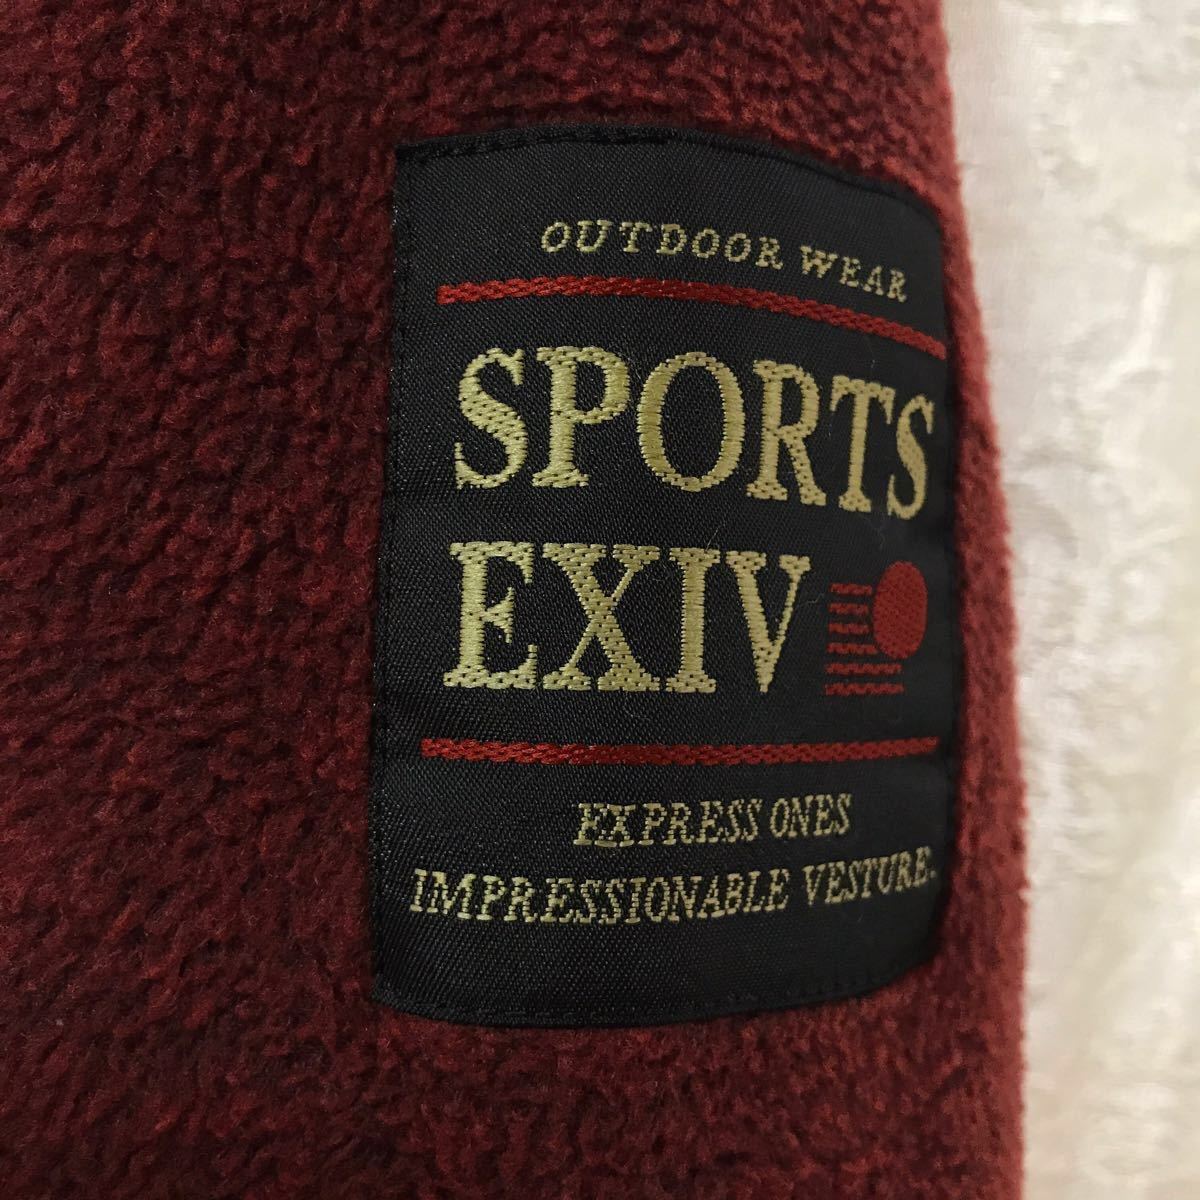 OUTDOOR WEAR
SPORTS
EXIV
EXPRESS ONES
IMPRESSIONABLE VESTURE.